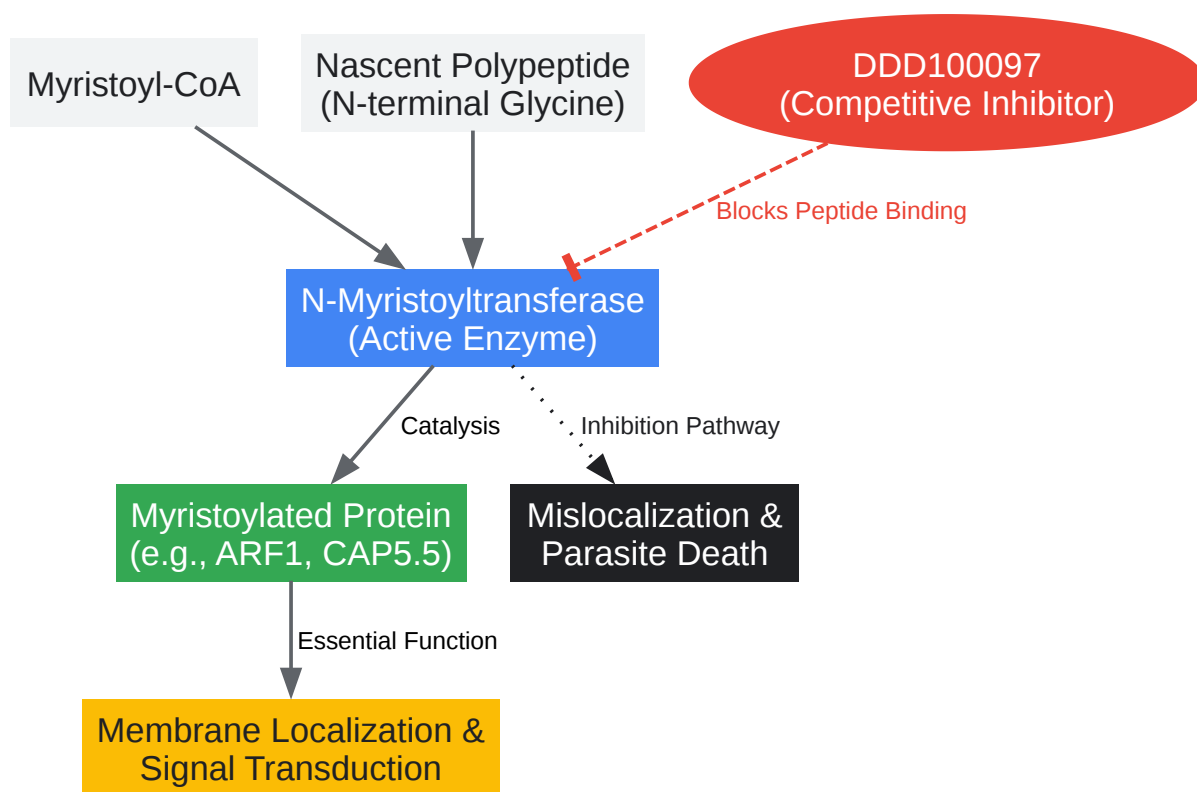 Myristoyl-CoA
Nascent Polypeptide
(N-terminal Glycine)
DDD100097
(Competitive Inhibitor)
Blocks Peptide Binding
N-Myristoyltransferase
(Active Enzyme)
Catalysis
Inhibition Pathway
Myristoylated Protein
(e.g., ARF1, CAP5.5)
Mislocalization &
Parasite Death
Essential Function
Membrane Localization &
Signal Transduction